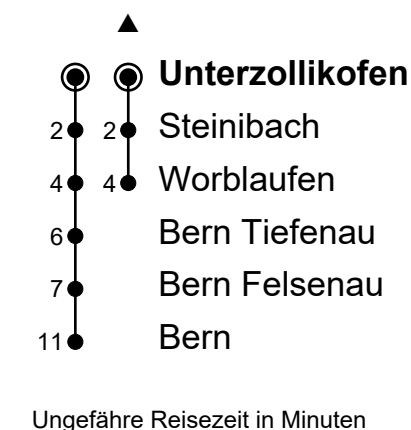 ▲
Unterzollikofen
2 2 Steinibach
4 4 Worblaufen
6 Bern Tiefenau
7 Bern Felsenau
11 Bern
Ungefähre Reisezeit in Minuten